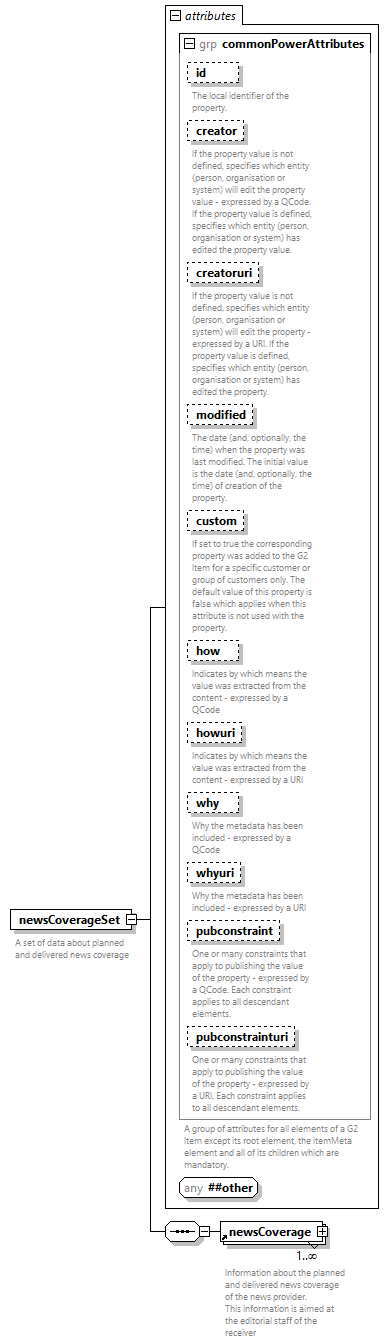 attributes
grp commonPowerAttributes
id
The local identifier of the
property.
creator
If the property value is not
defined, specifies which entity
(person, organisation or
system) will edit the property
value - expressed by a QCode.
If the property value is defined,
specifies which entity (person,
organisation or system) has
edited the property value.
creatoruri
If the property value is not
defined, specifies which entity
(person, organisation or
system) will edit the property -
expressed by a URI. If the
property value is defined,
specifies which entity (person,
organisation or system) has
edited the property.
modified
The date (and, optionally, the
time) when the property was
last modified. The initial value
is the date (and, optionally, the
time) of creation of the
property.
custom
If set to true the corresponding
property was added to the G2
Item for a specific customer or
group of customers only. The
default value of this property is
false which applies when this
attribute is not used with the
property.
how
Indicates by which means the
value was extracted from the
content - expressed by a
QCode
howuri
Indicates by which means the
value was extracted from the
content - expressed by a URI
why
Why the metadata has been
included - expressed by a
QCode
whyuri
Why the metadata has been
included - expressed by a URI
pubconstraint
One or many constraints that
apply to publishing the value
of the property - expressed by
a QCode. Each constraint
applies to all descendant
elements.
pubconstrainturi
One or many constraints that
apply to publishing the value
of the property - expressed by
a URI. Each constraint applies
to all descendant elements.
A group of attributes for all elements of a G2
Item except its root element, the itemMeta
element and all of its children which are
mandatory.
any ##other
newsCoverageSet
A set of data about planned
and delivered news coverage
newsCoverage
1..∞
Information about the planned
and delivered news coverage
of the news provider.
This information is aimed at
the editorial staff of the
receiver